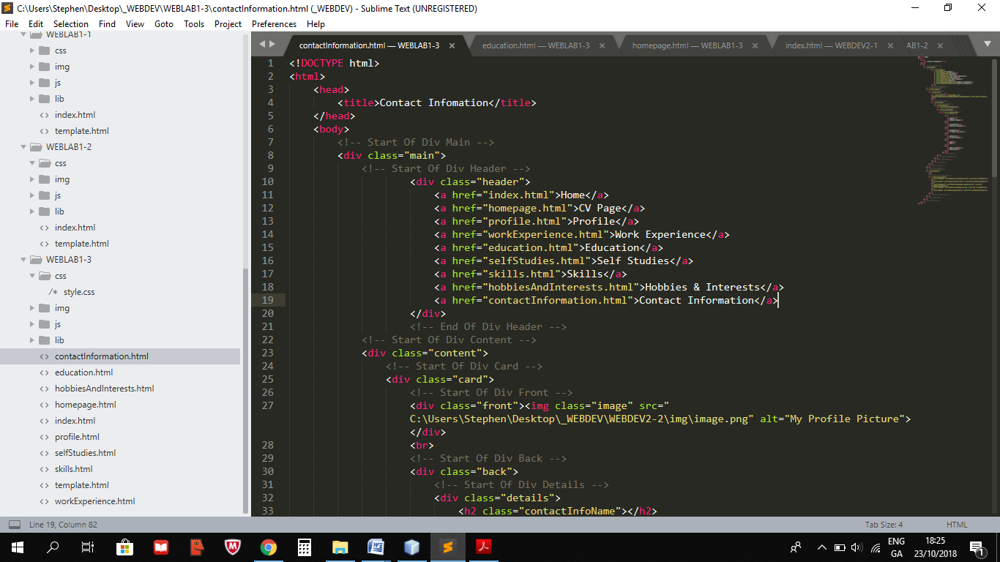 C:\Users\Stephen\Desktop\_WEBDEV\WEBLAB1-3\contactInformation.html (_WEBDEV) - Sublime Text (UNREGISTERED)
File Edit Selection Find View Goto Tools Project Preferences Help
WEBLAB1-1
css
img
js
lib
index.html
template.html
WEBLAB1-2
css
img
js
lib
index.html
template.html
WEBLAB1-3
css
/* style.css
img
js
lib
contactInformation.html
education.html
hobbiesAndInterests.html
homepage.html
index.html
profile.html
selfStudies.html
skills.html
template.html
workExperience.html
contactInformation.html — WEBLAB1-3 education.html — WEBLAB1-3 homepage.html — WEBLAB1-3 index.html — WEBDEV2-1 AB1-2
1 <!DOCTYPE html>
2 <html>
3 <head>
4 <title>Contact Infomation</title>
5 </head>
6 <body>
7 <!-- Start Of Div Main -->
8 <div class="main">
9 <!-- Start Of Div Header -->
10 <div class="header">
11 <a href="index.html">Home</a>
12 <a href="homepage.html">CV Page</a>
13 <a href="profile.html">Profile</a>
14 <a href="workExperience.html">Work Experience</a>
15 <a href="education.html">Education</a>
16 <a href="selfStudies.html">Self Studies</a>
17 <a href="skills.html">Skills</a>
18 <a href="hobbiesAndInterests.html">Hobbies & Interests</a>
19 <a href="contactInformation.html">Contact Information</a>
20 </div>
21 <!-- End Of Div Header -->
22 <!-- Start Of Div Content -->
23 <div class="content">
24 <!-- Start Of Div Card -->
25 <div class="card">
26 <!-- Start Of Div Front -->
27 <div class="front"><img class="image" src="
C:\Users\Stephen\Desktop\_WEBDEV\WEBDEV2-2\img\image.png" alt="My Profile Picture">
</div>
28 <br>
29 <!-- Start Of Div Back -->
30 <div class="back">
31 <!-- Start Of Div Details -->
32 <div class="details">
33 <h2 class="contactInfoName"></h2>
Line 19, Column 82 Tab Size: 4 HTML
ENG 18:25
GA 23/10/2018
1